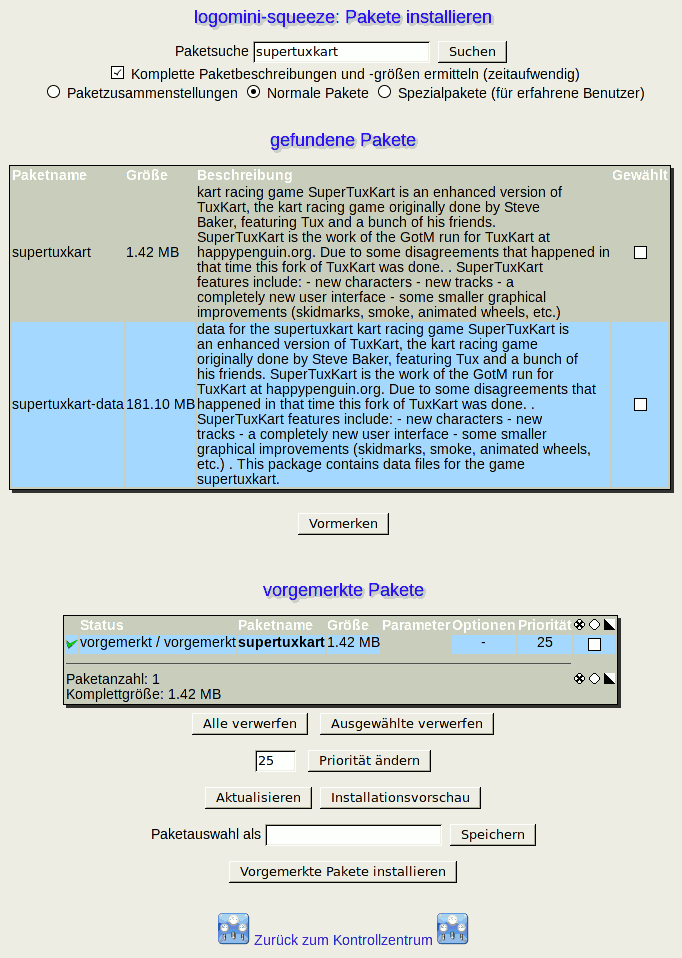 logomini-squeeze: Pakete installieren
Paketsuche supertuxkart Suchen
Komplette Paketbeschreibungen und -größen ermitteln (zeitaufwendig)
Paketzusammenstellungen Normale Pakete Spezialpakete (für erfahrene Benutzer)
gefundene Pakete
Paketname Größe Beschreibung Gewählt
kart racing game SuperTuxKart is an enhanced version of
TuxKart, the kart racing game originally done by Steve
Baker, featuring Tux and a bunch of his friends.
SuperTuxKart is the work of the GotM run for TuxKart at
supertuxkart 1.42 MB happypenguin.org. Due to some disagreements that happened in
that time this fork of TuxKart was done. . SuperTuxKart
features include: - new characters - new tracks - a
completely new user interface - some smaller graphical
improvements (skidmarks, smoke, animated wheels, etc.)
data for the supertuxkart kart racing game SuperTuxKart is
an enhanced version of TuxKart, the kart racing game
originally done by Steve Baker, featuring Tux and a bunch of
his friends. SuperTuxKart is the work of the GotM run for
TuxKart at happypenguin.org. Due to some disagreements that
supertuxkart-data 181.10 MB happened in that time this fork of TuxKart was done. .
SuperTuxKart features include: - new characters - new
tracks - a completely new user interface - some smaller
graphical improvements (skidmarks, smoke, animated wheels,
etc.) . This package contains data files for the game
supertuxkart.
Vormerken
vorgemerkte Pakete
Status Paketname Größe Parameter Optionen Priorität
vorgemerkt / vorgemerkt supertuxkart 1.42 MB - 25
Paketanzahl: 1
Komplettgröße: 1.42 MB
Alle verwerfen Ausgewählte verwerfen
25 Priorität ändern
Aktualisieren Installationsvorschau
Paketauswahl als Speichern
Vorgemerkte Pakete installieren
Zurück zum Kontrollzentrum